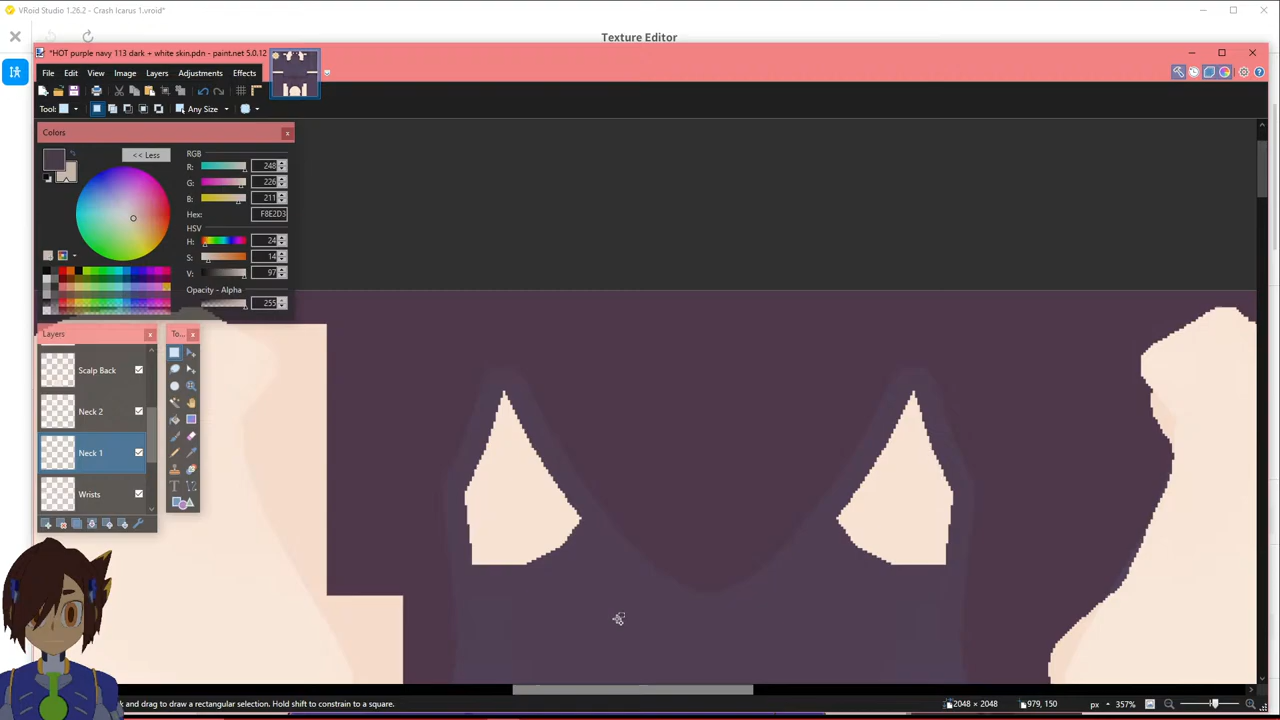 VRoid Studio 1.26.2 - Crash Icarus 1.vroid*
Texture Editor
*HOT purple navy 113 dark + white skin.pdn - paint.net 5.0.12
File Edit View Image Layers Adjustments Effects
Tool: Any Size
Colors
<< Less
RGB
R: 248
G: 226
B: 211
Hex: F8E2D3
HSV
H: 24
S: 14
V: 97
Opacity - Alpha
255
Layers
To...
Scalp Back
Neck 2
Neck 1
Wrists
k and drag to draw a rectangular selection. Hold shift to constrain to a square.
2048 × 2048
979, 150
px
357%